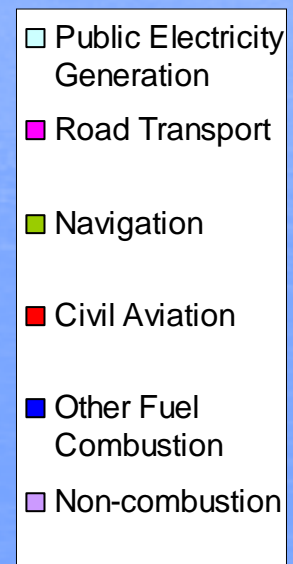 Public Electricity
Generation
Road Transport
Navigation
Civil Aviation
Other Fuel
Combustion
Non-combustion